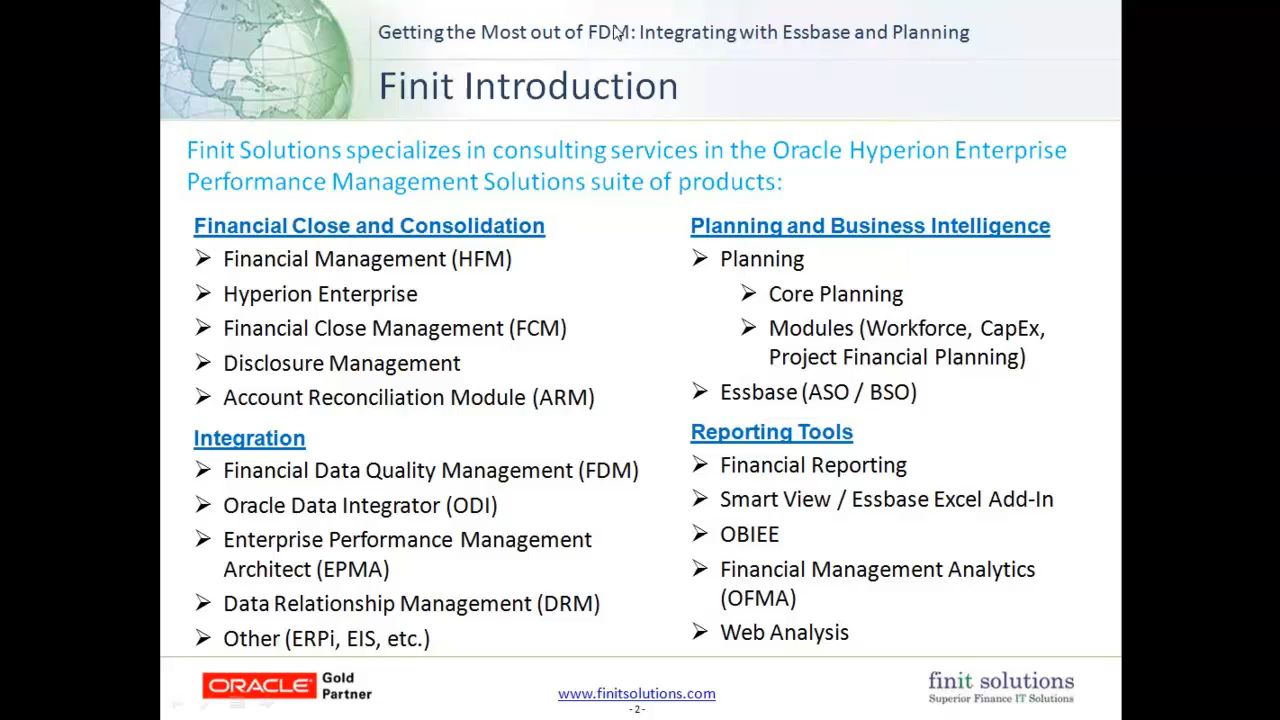 Getting the Most out of FDM: Integrating with Essbase and Planning
Finit Introduction
Finit Solutions specializes in consulting services in the Oracle Hyperion Enterprise
Performance Management Solutions suite of products:
Financial Close and Consolidation
Financial Management (HFM)
Hyperion Enterprise
Financial Close Management (FCM)
Disclosure Management
Account Reconciliation Module (ARM)
Integration
Financial Data Quality Management (FDM)
Oracle Data Integrator (ODI)
Enterprise Performance Management
Architect (EPMA)
Data Relationship Management (DRM)
Other (ERPi, EIS, etc.)
Planning and Business Intelligence
Planning
Core Planning
Modules (Workforce, CapEx,
Project Financial Planning)
Essbase (ASO / BSO)
Reporting Tools
Financial Reporting
Smart View / Essbase Excel Add-In
OBIEE
Financial Management Analytics
(OFMA)
Web Analysis
ORACLE Gold
Partner
www.finitsolutions.com
- 2 -
finit solutions
Superior Finance IT Solutions